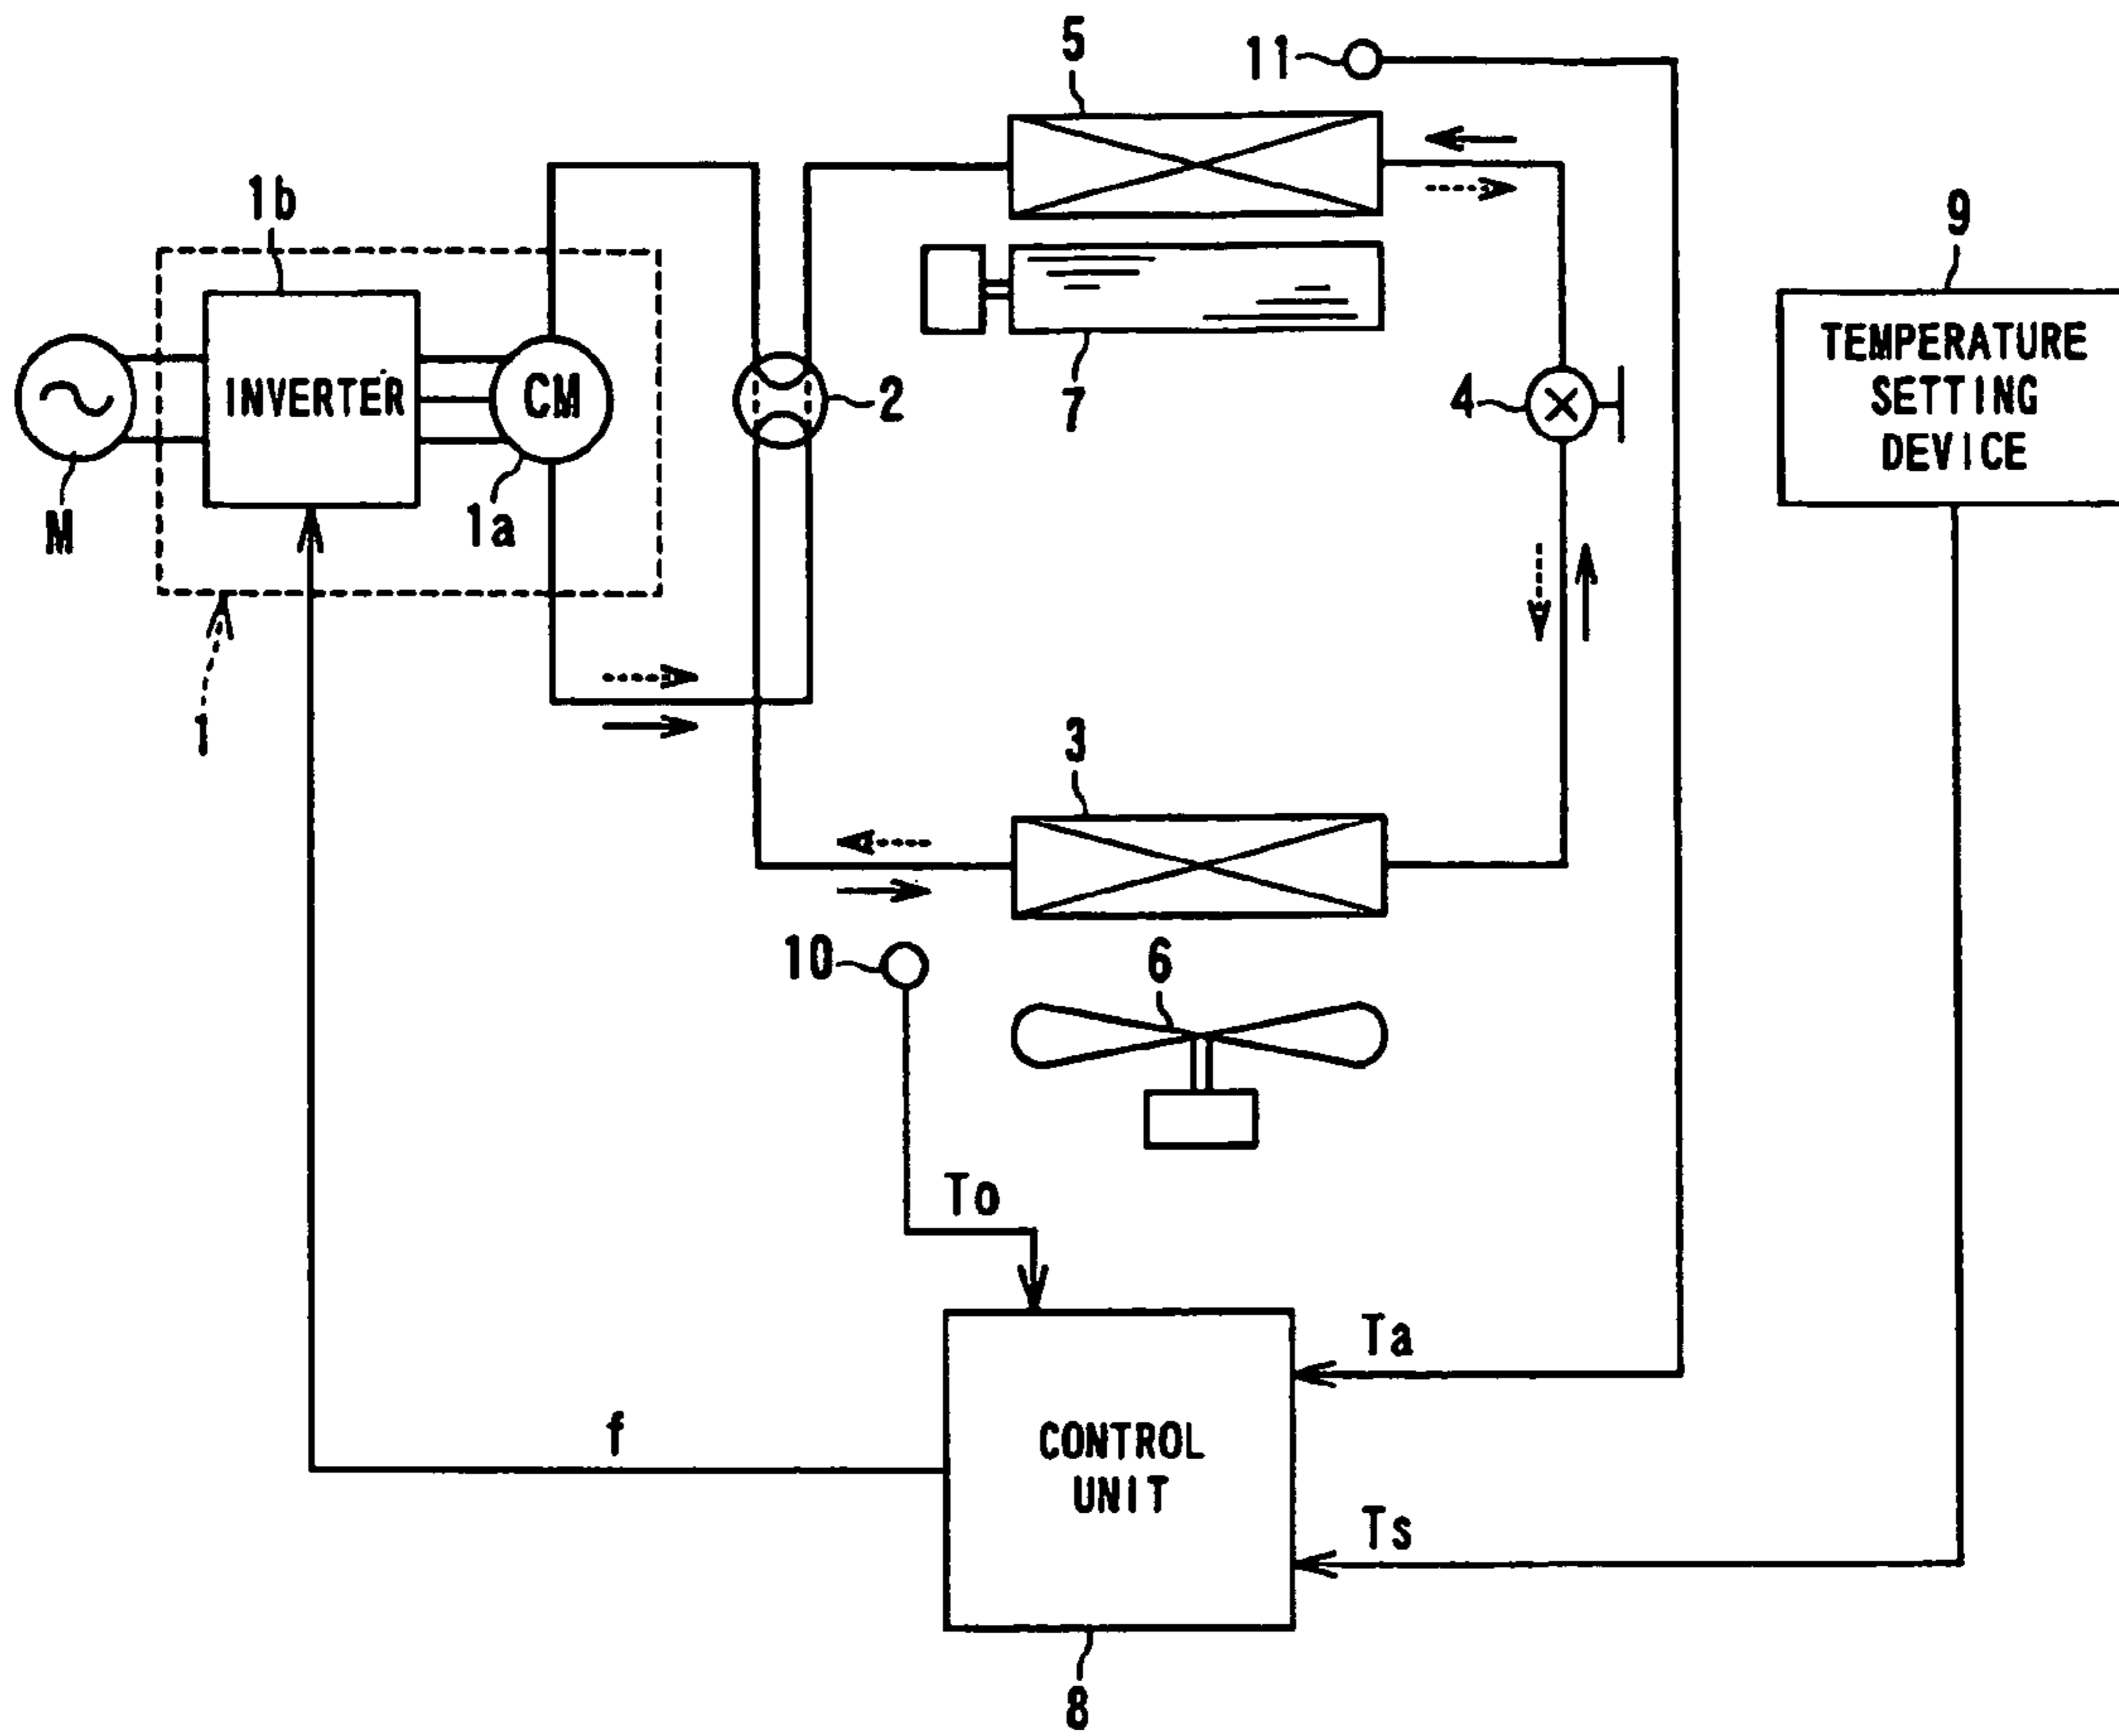 5
11
1b
9
INVERTER
CM
2
7
4
TEMPERATURE
SETTING
DEVICE
M
1a
1
3
10
6
To
Ta
f
CONTROL
UNIT
Ts
8